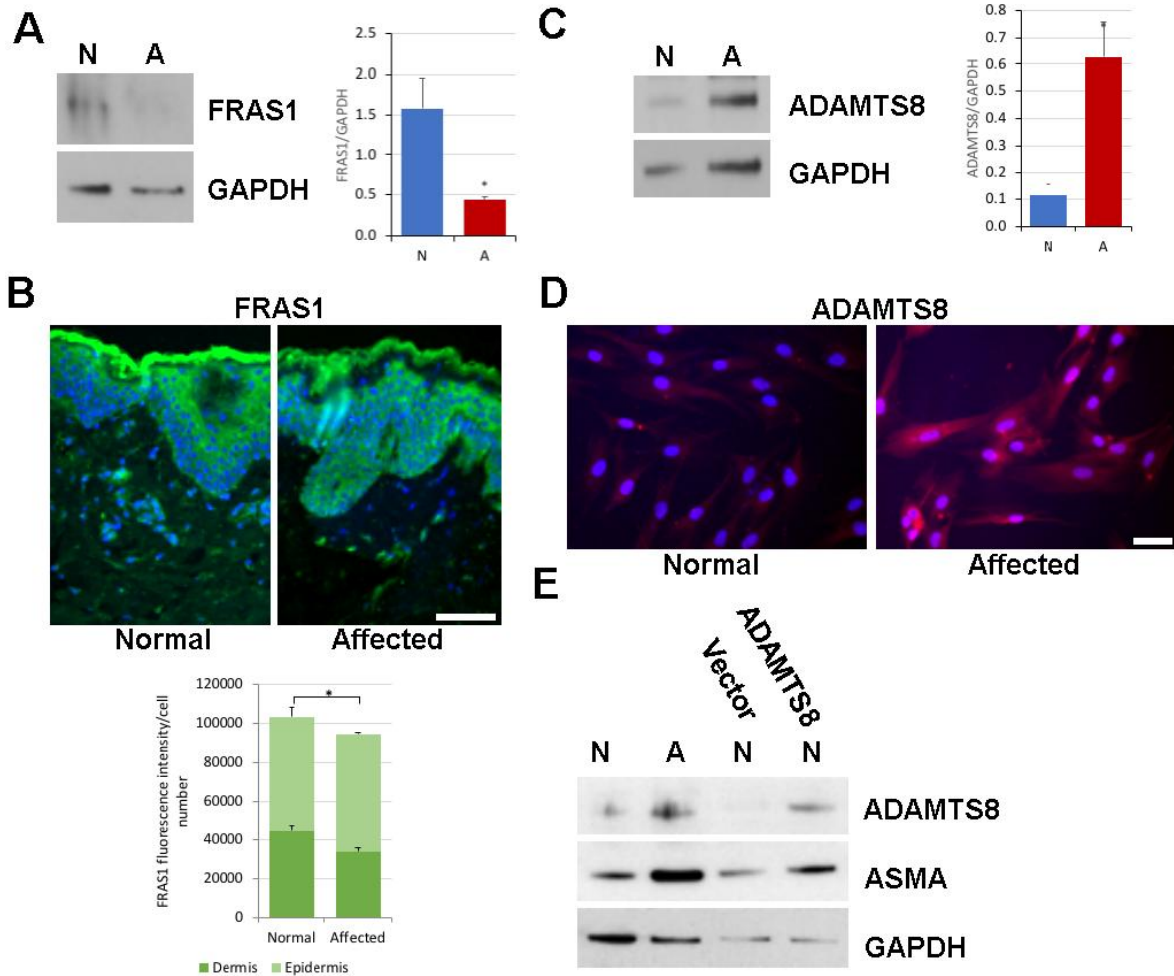 A
N A
FRAS1
GAPDH
FRAS1/GAPDH
2.5
2.0
1.5
1.0
0.5
0.0
*
N A
C
N A
ADAMTS8
GAPDH
ADAMTS8/GAPDH
0.8
0.7
0.6
0.5
0.4
0.3
0.2
0.1
0.0
*
N A
B
FRAS1
Normal Affected
FRAS1 fluorescence intensity/cell
number
120000
100000
80000
60000
40000
20000
0
*
Normal Affected
Dermis Epidermis
D
ADAMTS8
Normal Affected
E
Vector ADAMTS8
N A N N
ADAMTS8
ASMA
GAPDH